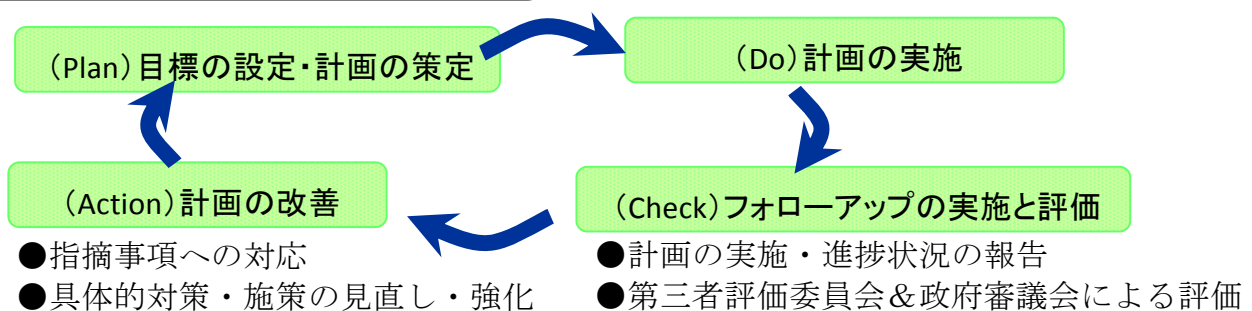 （Plan）目標の設定・計画の策定
（Do）計画の実施
（Action）計画の改善
（Check）フォローアップの実施と評価
●指摘事項への対応
●具体的対策・施策の見直し・強化
●計画の実施・進捗状況の報告
●第三者評価委員会＆政府審議会による評価